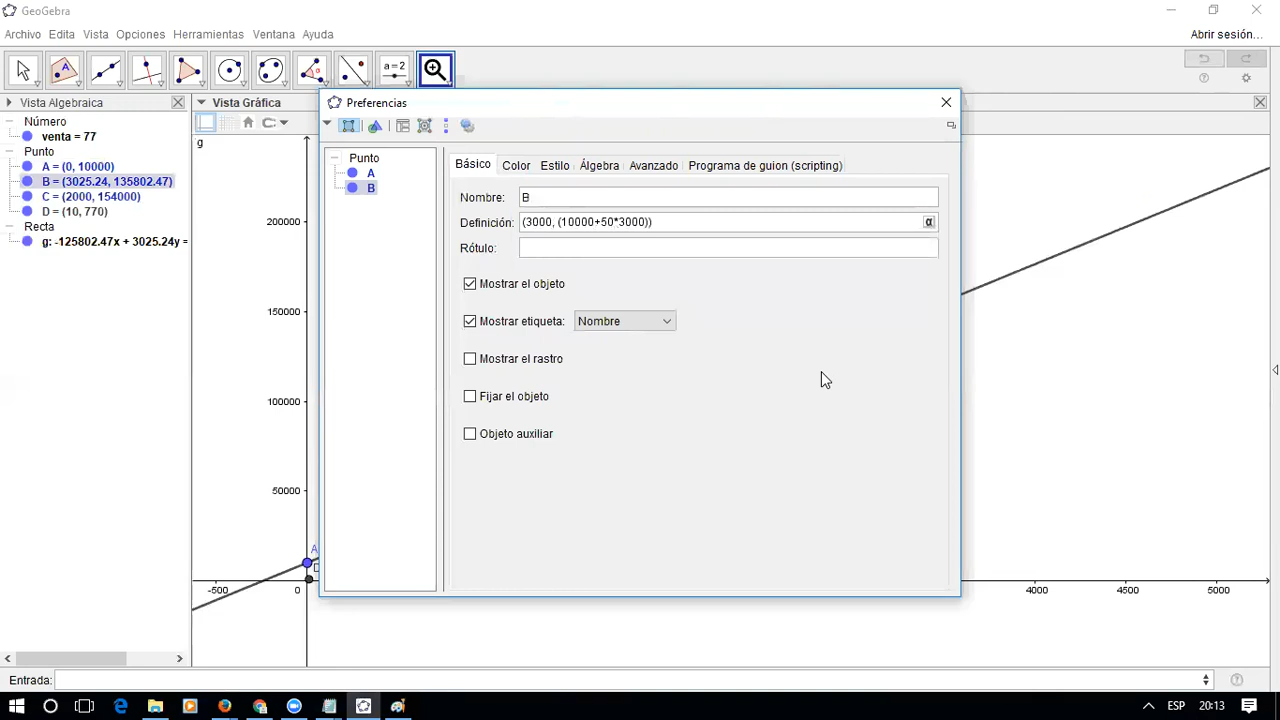 GeoGebra
Archivo Edita Vista Opciones Herramientas Ventana Ayuda
Abrir sesión...
A
a=2
Vista Algebraica
Vista Gráfica
Número
venta = 77
Punto
A = (0, 10000)
B = (3025.24, 135802.47)
C = (2000, 154000)
D = (10, 770)
Recta
g: -125802.47x + 3025.24y =
g
200000
150000
100000
50000
A
-500
0
4000
5000
Preferencias
Punto
A
B
Básico Color Estilo Álgebra Avanzado Programa de guion (scripting)
Nombre: B
Definición: (3000, (10000+50*3000)) α
Rótulo:
Mostrar el objeto
Mostrar etiqueta: Nombre
Mostrar el rastro
Fijar el objeto
Objeto auxiliar
Entrada:
ESP 20:13